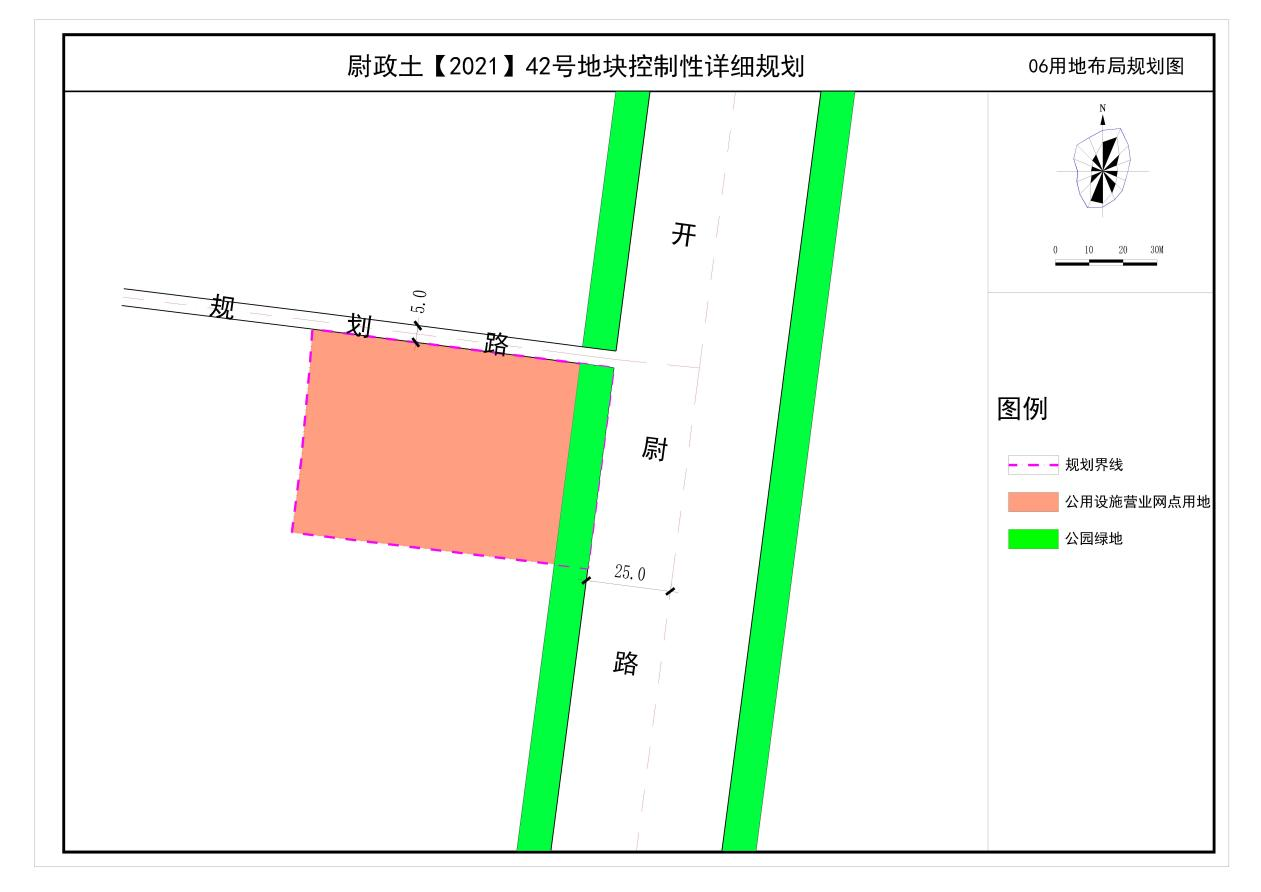 尉政土【2021】42号地块控制性详细规划
06用地布局规划图
N
0 10 20 30M
开
尉
路
规划路
5.0
25.0
图例
规划界线
公用设施营业网点用地
公园绿地